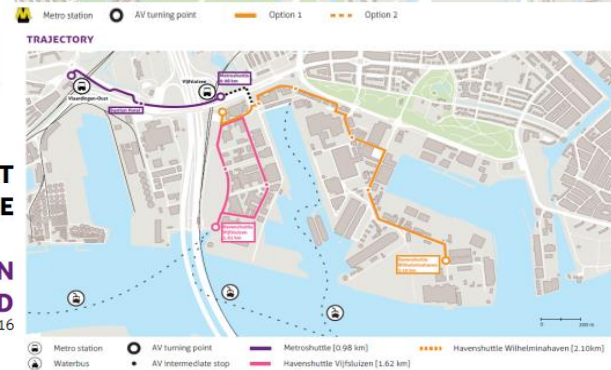 Metro station
AV turning point
Option 1
Option 2
TRAJECTORY
Vlaardingen-Oost
Vijfsluizen
T
E
N
D
16
Metro station
AV turning point
Metroshuttle [0.98 km]
Havenshuttle Wilhelminahaven [2.10km]
Waterbus
AV intermediate stop
Havenshuttle Vijfsluizen [1.62 km]